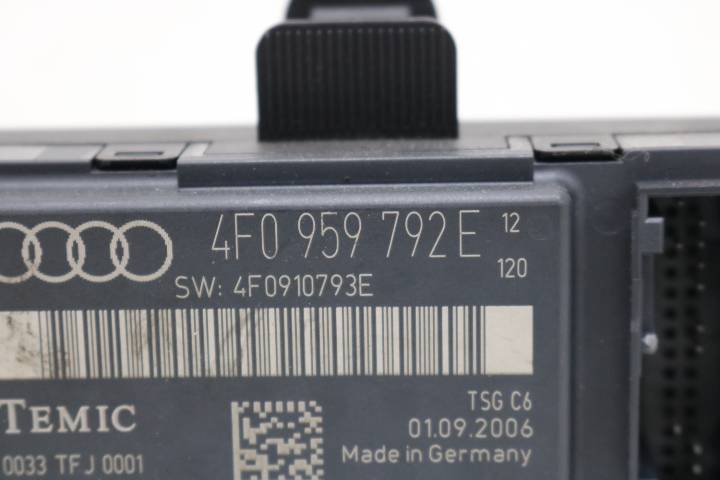 4F0 959 792 E 12
120
SW: 4F0910793E
TEMIC
0033 TFJ 0001
TSG C6
01.09.2006
Made in Germany